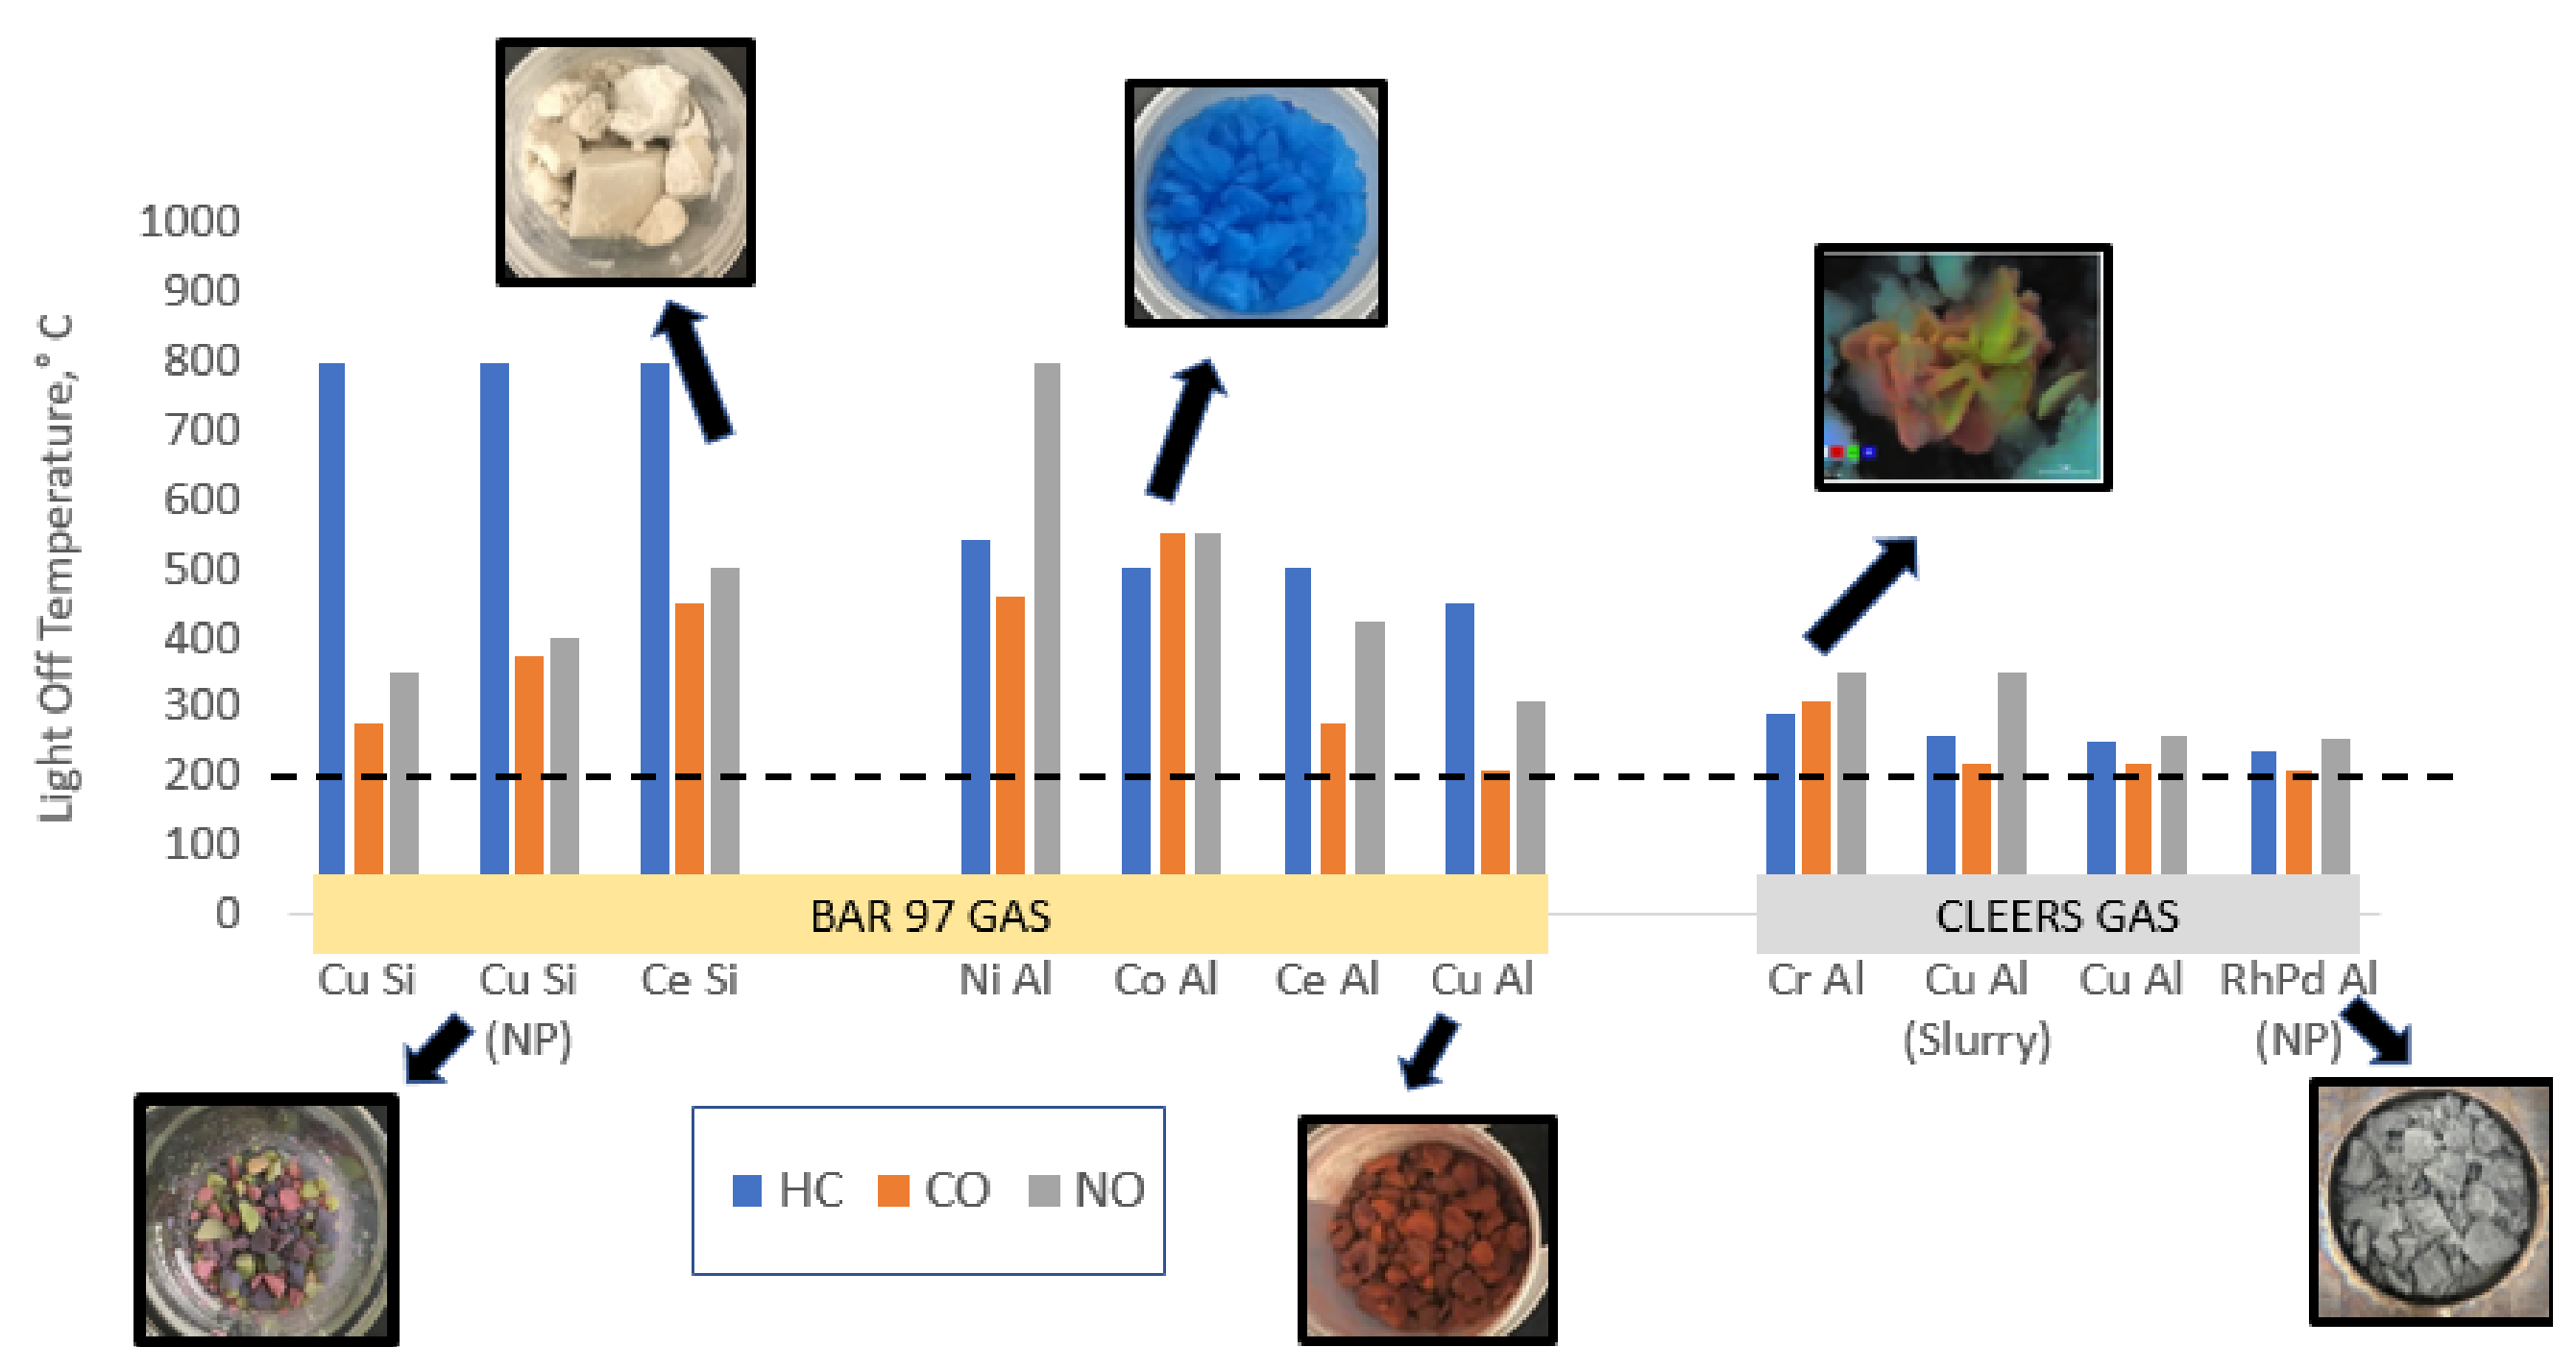 1000
900
800
700
600
500
400
300
200
100
0
Light Off Temperature,° C
BAR 97 GAS
CLEERS GAS
Cu Si
Cu Si
(NP)
Ce Si
Ni Al
Co Al
Ce Al
Cu Al
Cr Al
Cu Al
(Slurry)
Cu Al
RhPd Al
(NP)
HC
CO
NO